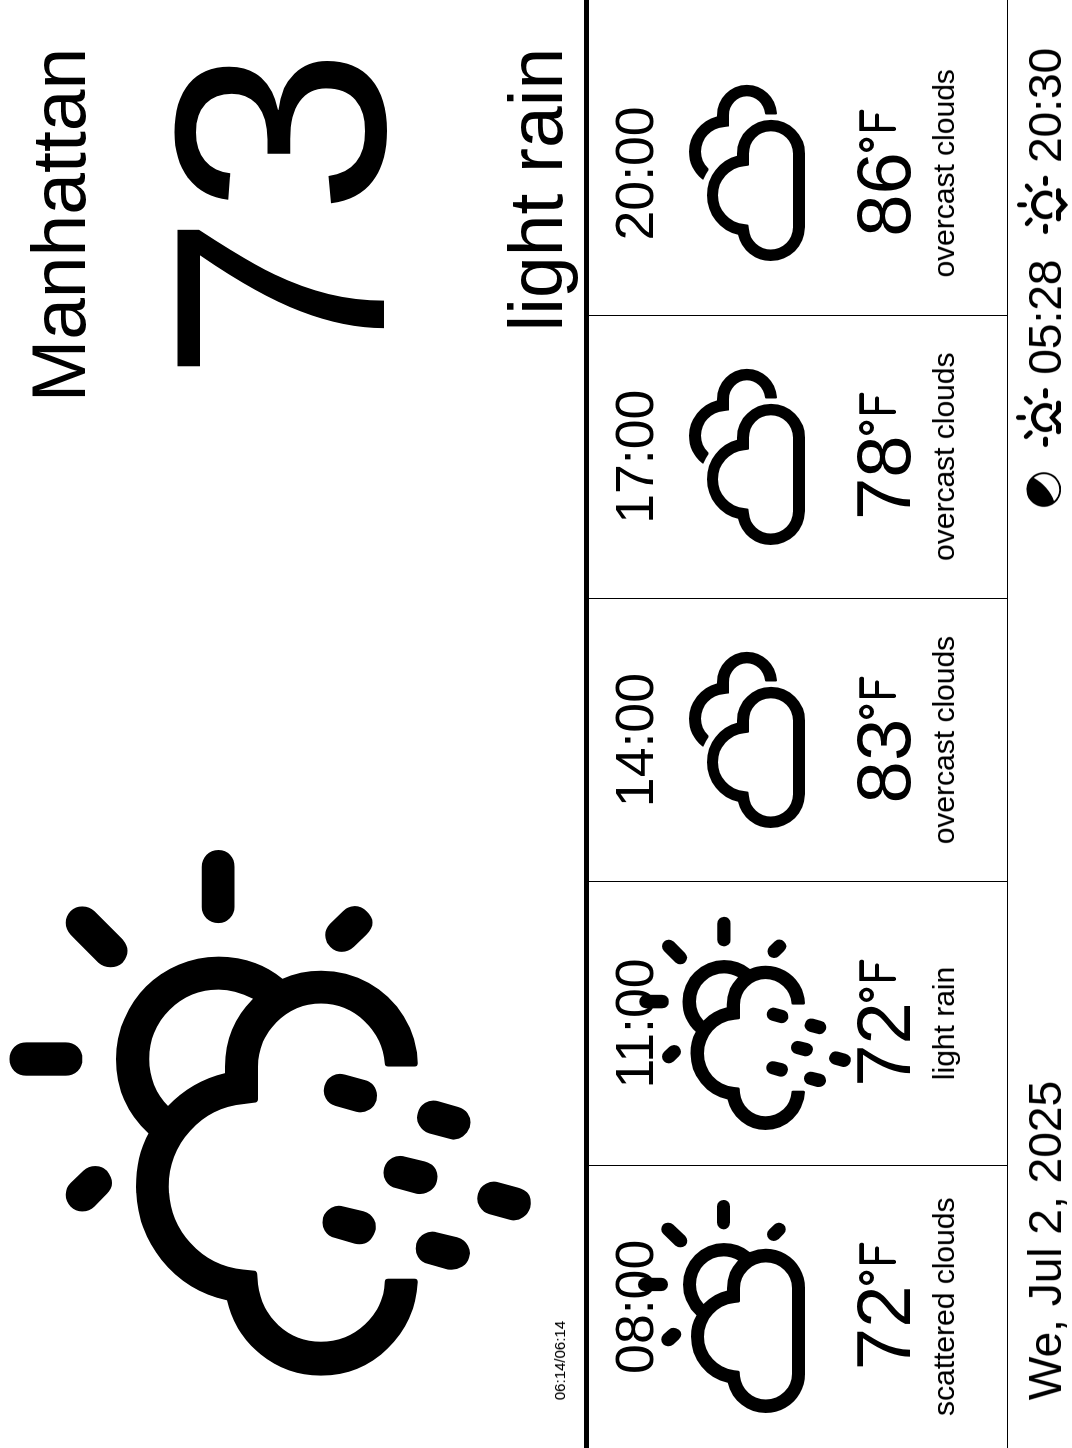 Manhattan
73
light rain
06:14/06:14
08:00
72°F
scattered clouds
11:00
72°F
light rain
14:00
83°F
overcast clouds
17:00
78°F
overcast clouds
20:00
86°F
overcast clouds
We, Jul 2, 2025 05:28 20:30